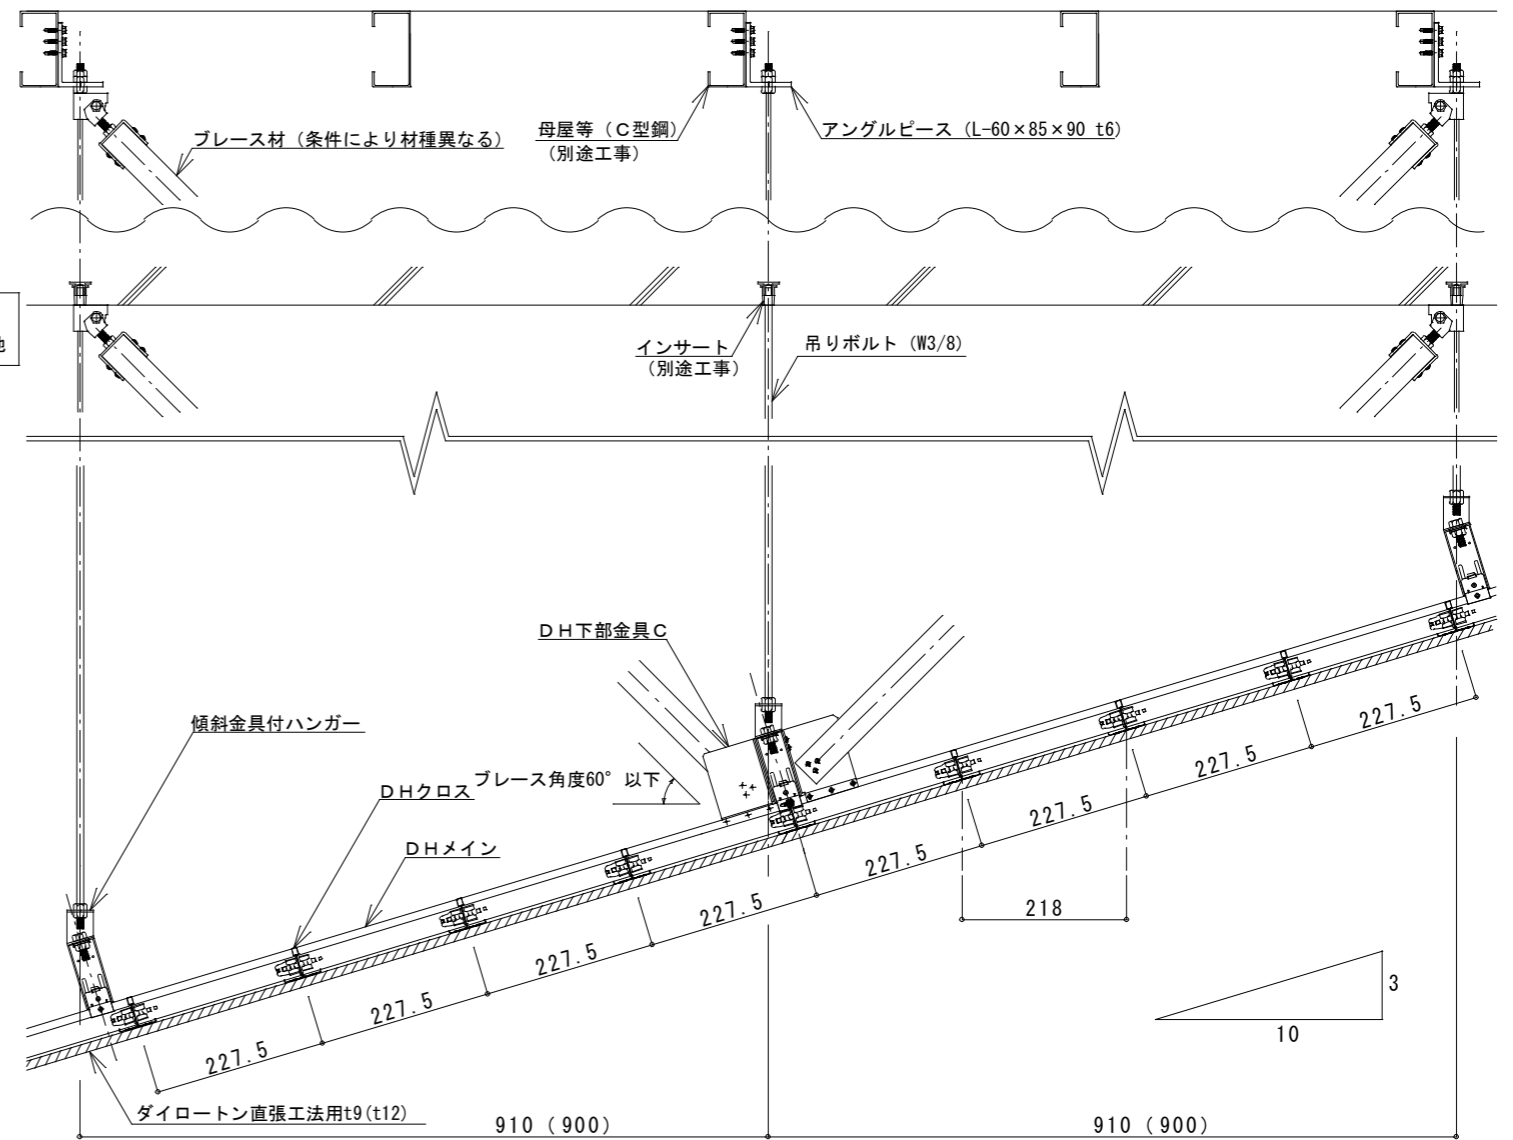 ブレース材（条件により材種異なる）
母屋等（Ｃ型鋼）
（別途工事）
アングルピース（L-60×85×90 t6）
地
インサート
（別途工事）
吊りボルト（W3/8）
ＤＨ下部金具Ｃ
傾斜金具付ハンガー
ブレース角度60°以下
ＤＨクロス
ＤＨメイン
227.5
227.5
227.5
227.5
227.5
227.5
227.5
227.5
218
3
10
ダイロートン直張工法用t9(t12)
910（900）
910（900）